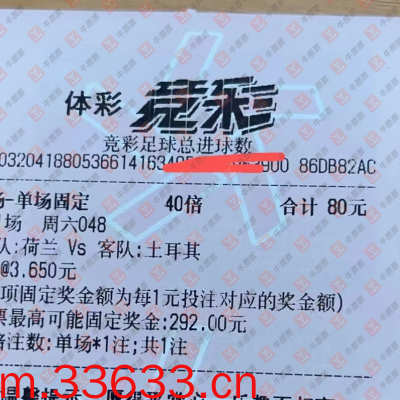 体彩 竞彩
竞彩足球总进球数
032041880536614163 900 86DB82AC
场-单场固定 40倍 合计 80元
场 周六048
队:荷兰 Vs 客队:土耳其
@3.650元
项固定奖金额为每1元投注对应的奖金额)
票最高可能固定奖金:292.00元
注数:单场*1注;共1注
m.33633.cn